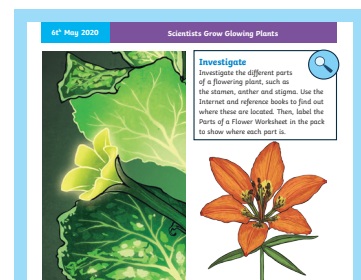 6th May 2020
Scientists Grow Glowing Plants
Investigate
Investigate the different parts
of a flowering plant, such as
the stamen, anther and stigma. Use the
Internet and reference books to find out
where these are located. Then, label the
Parts of a Flower Worksheet in the pack
to show where each part is.